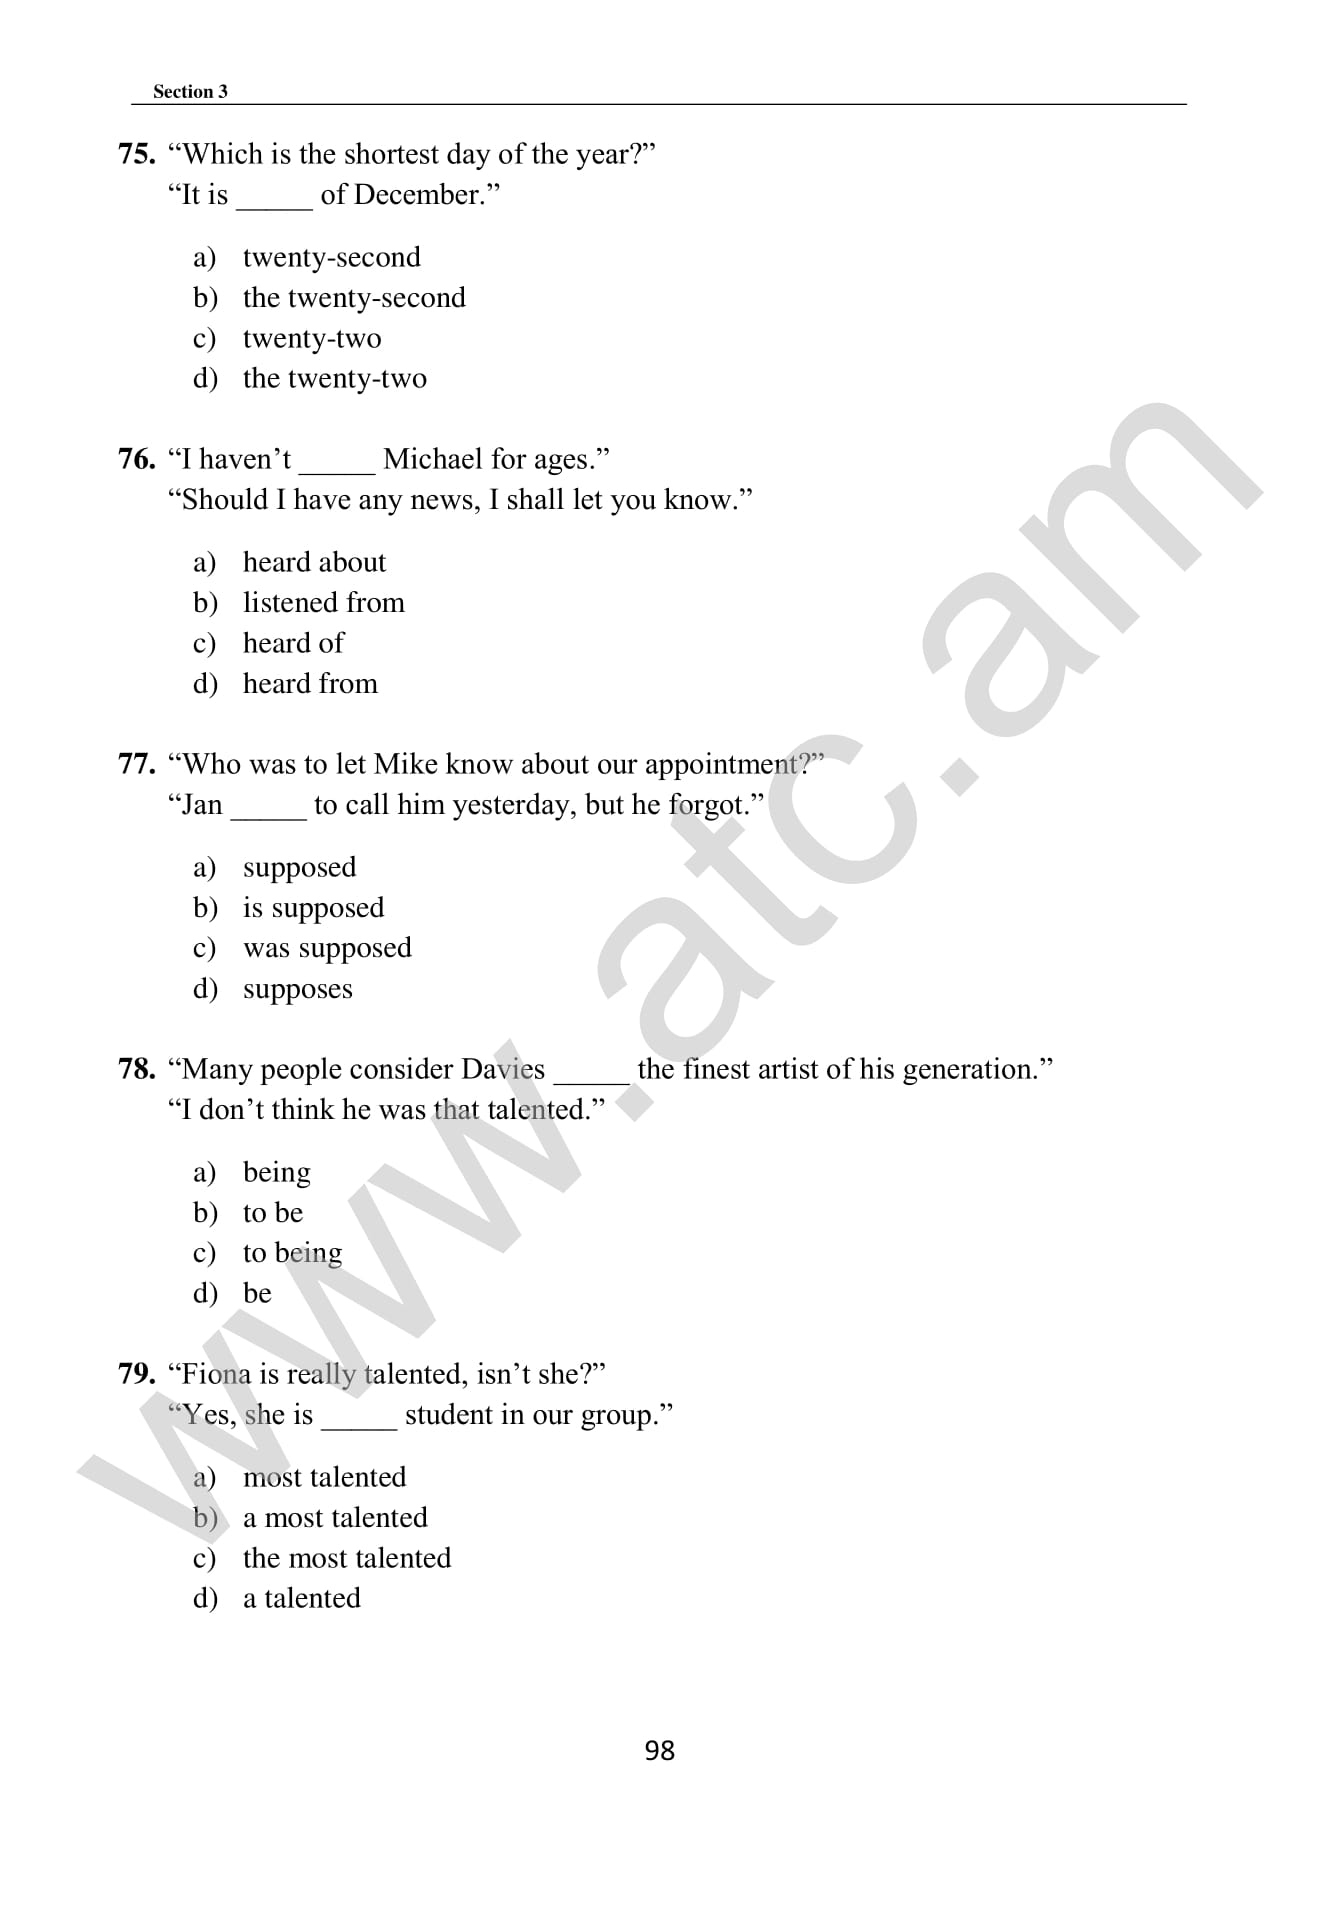 Section 3
75. “Which is the shortest day of the year?”
“It is _____ of December.”
a) twenty-second
b) the twenty-second
c) twenty-two
d) the twenty-two
76. “I haven’t _____ Michael for ages.”
“Should I have any news, I shall let you know.”
a) heard about
b) listened from
c) heard of
d) heard from
77. “Who was to let Mike know about our appointment?”
“Jan _____ to call him yesterday, but he forgot.”
a) supposed
b) is supposed
c) was supposed
d) supposes
78. “Many people consider Davies _____ the finest artist of his generation.”
“I don’t think he was that talented.”
a) being
b) to be
c) to being
d) be
79. “Fiona is really talented, isn’t she?”
“Yes, she is _____ student in our group.”
a) most talented
b) a most talented
c) the most talented
d) a talented
98
www.atc.am